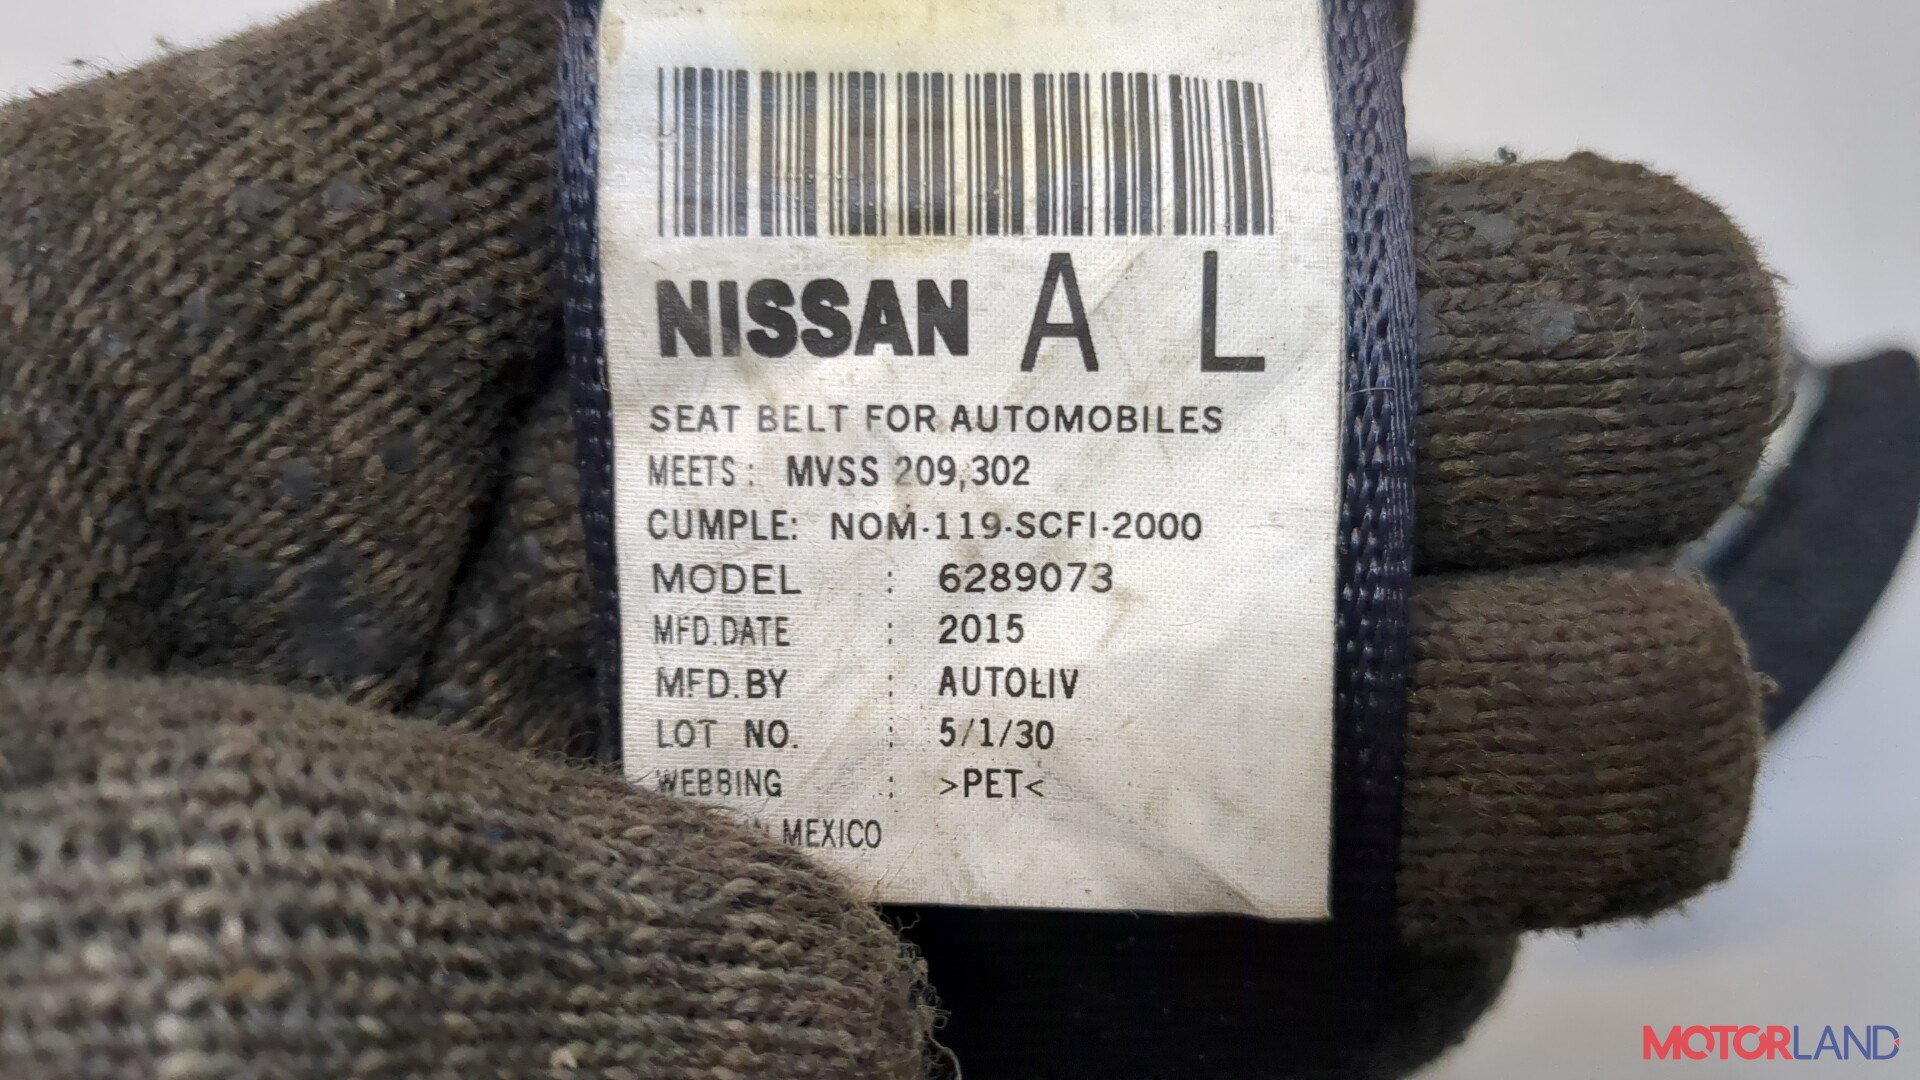 NISSAN A L
SEAT BELT FOR AUTOMOBILES
MEETS: MVSS 209,302
CUMPLE: NOM-119-SCFI-2000
MODEL : 6289073
MFD.DATE : 2015
MFD.BY : AUTOLIV
LOT NO. : 5/1/30
WEBBING : >PET<
MEXICO
MOTORLAND